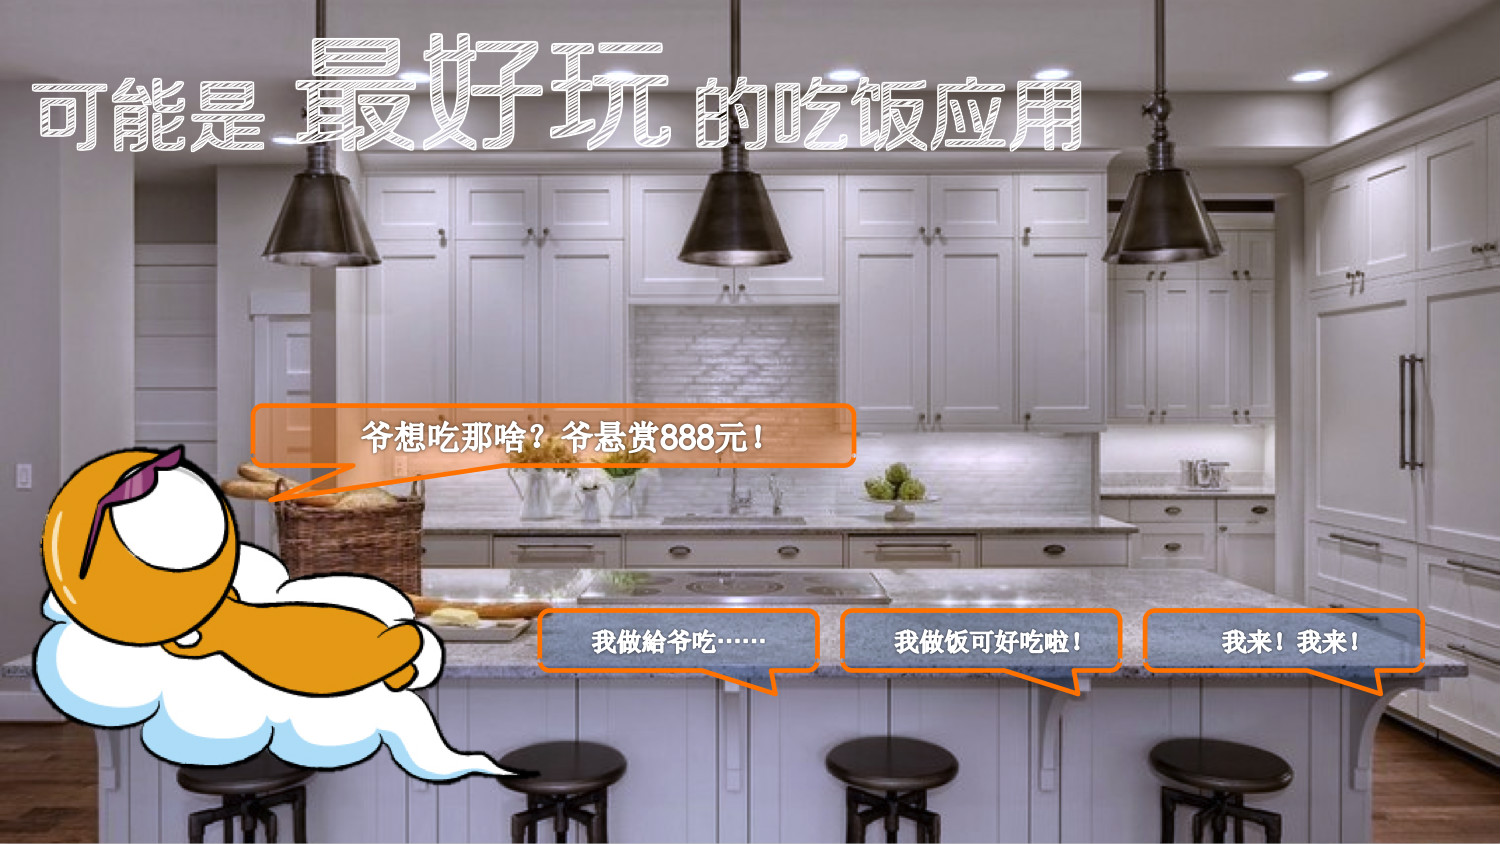 可能是最好玩的吃饭应用
爷想吃那啥？爷悬赏888元！
我做給爷吃……
我做饭可好吃啦！
我来！我来！